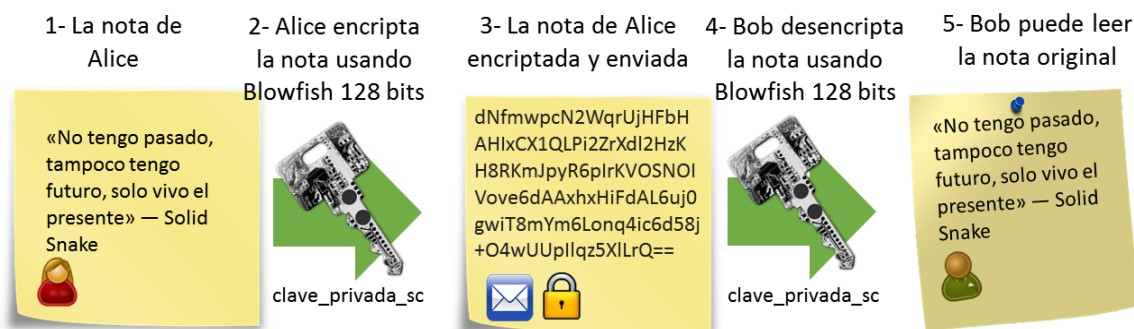 1- La nota de
Alice
«No tengo pasado,
tampoco tengo
futuro, solo vivo el
presente» — Solid
Snake
2- Alice encripta
la nota usando
Blowfish 128 bits
clave_privada_sc
3- La nota de Alice
encriptada y enviada
dNfmwpcN2WqrUjHFbH
AHIxCX1QLPi2ZrXdl2HzK
H8RKmJpyR6pIrKVOSNOI
Vove6dAAxhxHiFdAL6uj0
gwiT8mYm6Lonq4ic6d58j
+O4wUUpIlqz5XlLrQ==
4- Bob desencripta
la nota usando
Blowfish 128 bits
clave_privada_sc
5- Bob puede leer
la nota original
«No tengo pasado,
tampoco tengo
futuro, solo vivo el
presente» — Solid
Snake